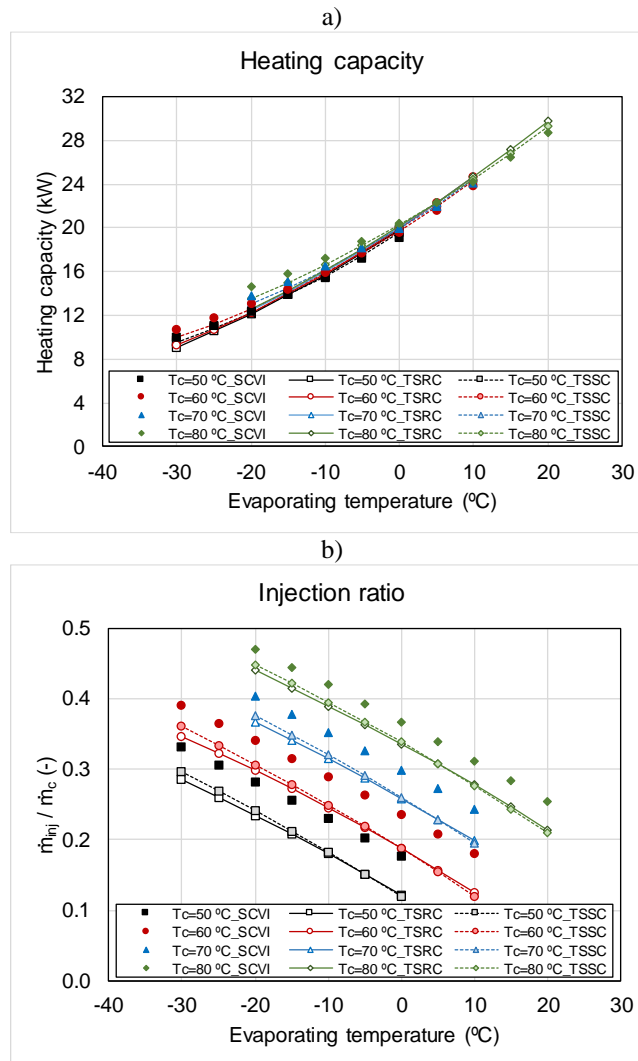 a)
Heating capacity
32
28
24
20
16
12
8
4
0
Heating capacity (kW)
Tc=50 ºC_SCVI Tc=50 ºC_TSRC Tc=50 ºC_TSSC
Tc=60 ºC_SCVI Tc=60 ºC_TSRC Tc=60 ºC_TSSC
Tc=70 ºC_SCVI Tc=70 ºC_TSRC Tc=70 ºC_TSSC
Tc=80 ºC_SCVI Tc=80 ºC_TSRC Tc=80 ºC_TSSC
-40 -30 -20 -10 0 10 20 30
Evaporating temperature (ºC)
b)
Injection ratio
0.5
0.4
0.3
0.2
0.1
0.0
ṁinj / ṁc (-)
Tc=50 ºC_SCVI Tc=50 ºC_TSRC Tc=50 ºC_TSSC
Tc=60 ºC_SCVI Tc=60 ºC_TSRC Tc=60 ºC_TSSC
Tc=70 ºC_SCVI Tc=70 ºC_TSRC Tc=70 ºC_TSSC
Tc=80 ºC_SCVI Tc=80 ºC_TSRC Tc=80 ºC_TSSC
-40 -30 -20 -10 0 10 20 30
Evaporating temperature (ºC)